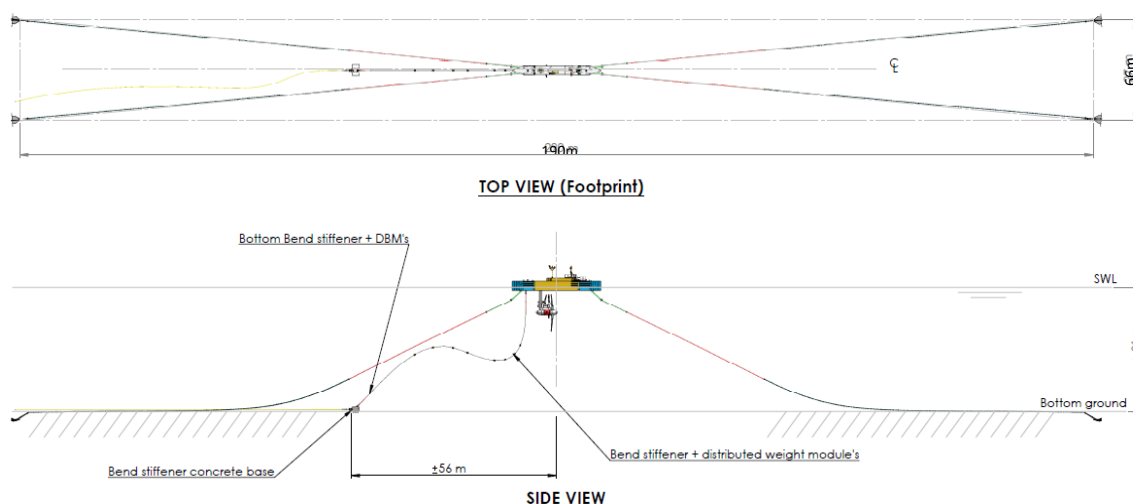 ℄
66m
190m
TOP VIEW (Footprint)
Bottom Bend stiffener + DBM's
SWL
Bottom ground
Bend stiffener concrete base
±56 m
Bend stiffener + distributed weight module's
SIDE VIEW